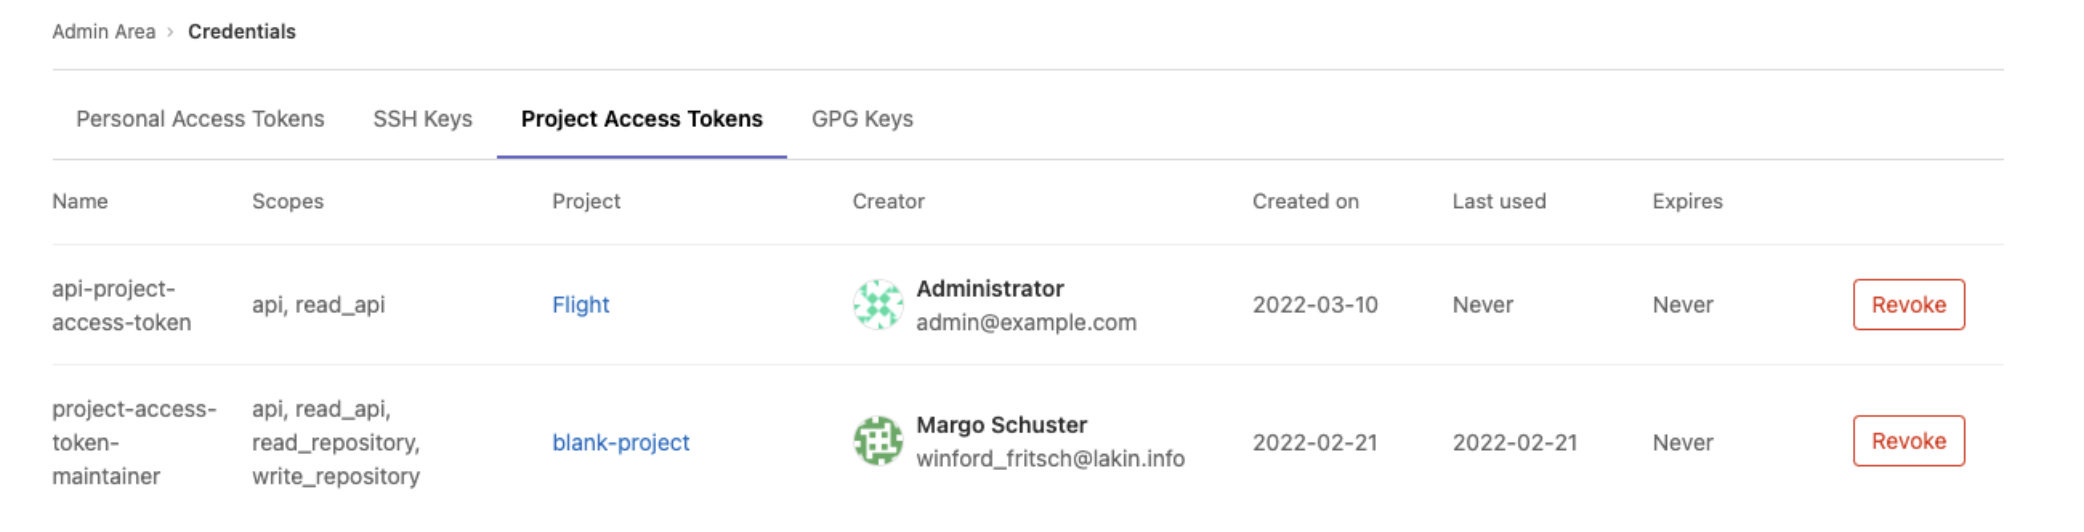 Admin Area › Credentials
Personal Access Tokens SSH Keys Project Access Tokens GPG Keys
Name Scopes Project Creator Created on Last used Expires
api-project-
access-token
api, read_api
Flight
Administrator
admin@example.com
2022-03-10
Never
Never
Revoke
project-access-
token-
maintainer
api, read_api,
read_repository,
write_repository
blank-project
Margo Schuster
winford_fritsch@lakin.info
2022-02-21
2022-02-21
Never
Revoke